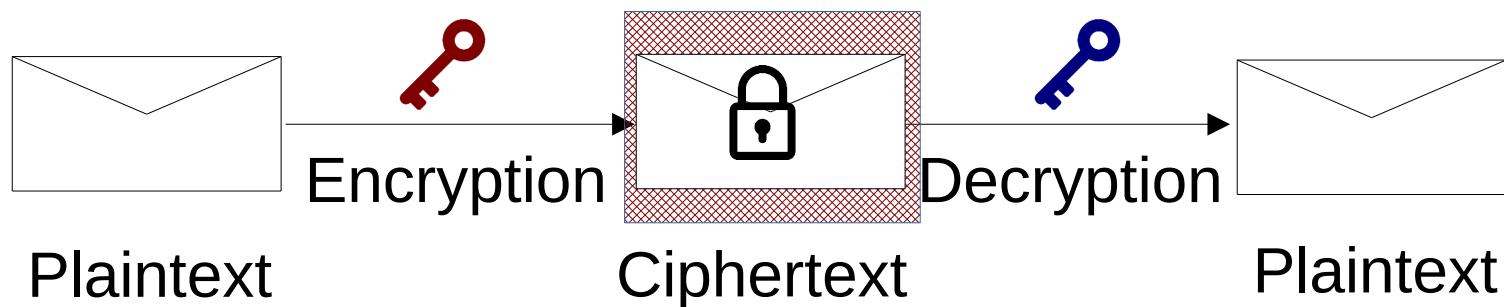 Encryption
Decryption
Plaintext
Ciphertext
Plaintext